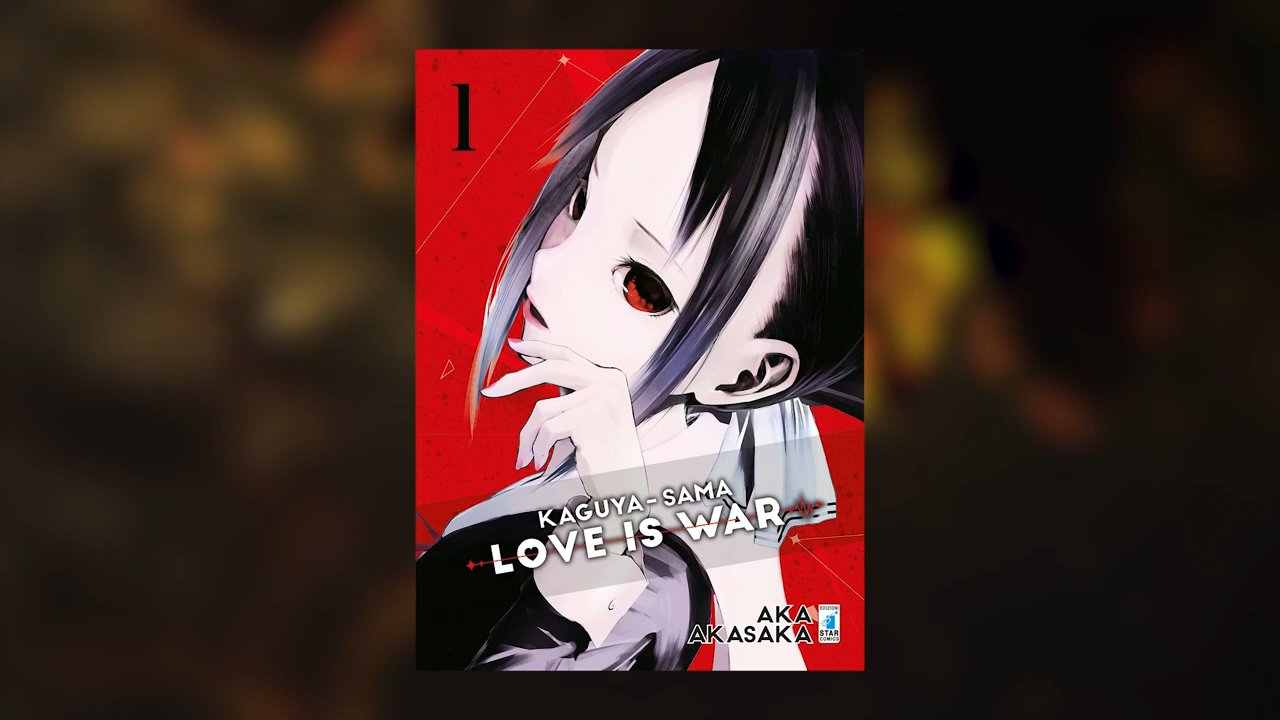 1
KAGUYA-SAMA
LOVE IS WAR
AKA
AKASAKA
EDIZIONI
STAR
COMICS